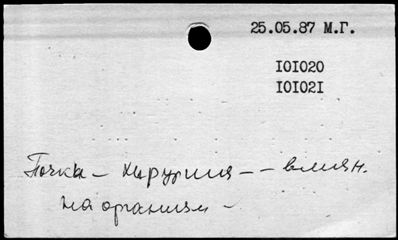 25.05.87 М.Г.
IOIO20
IOIO2I
Почка – хирургия – – влиян.
на организм –